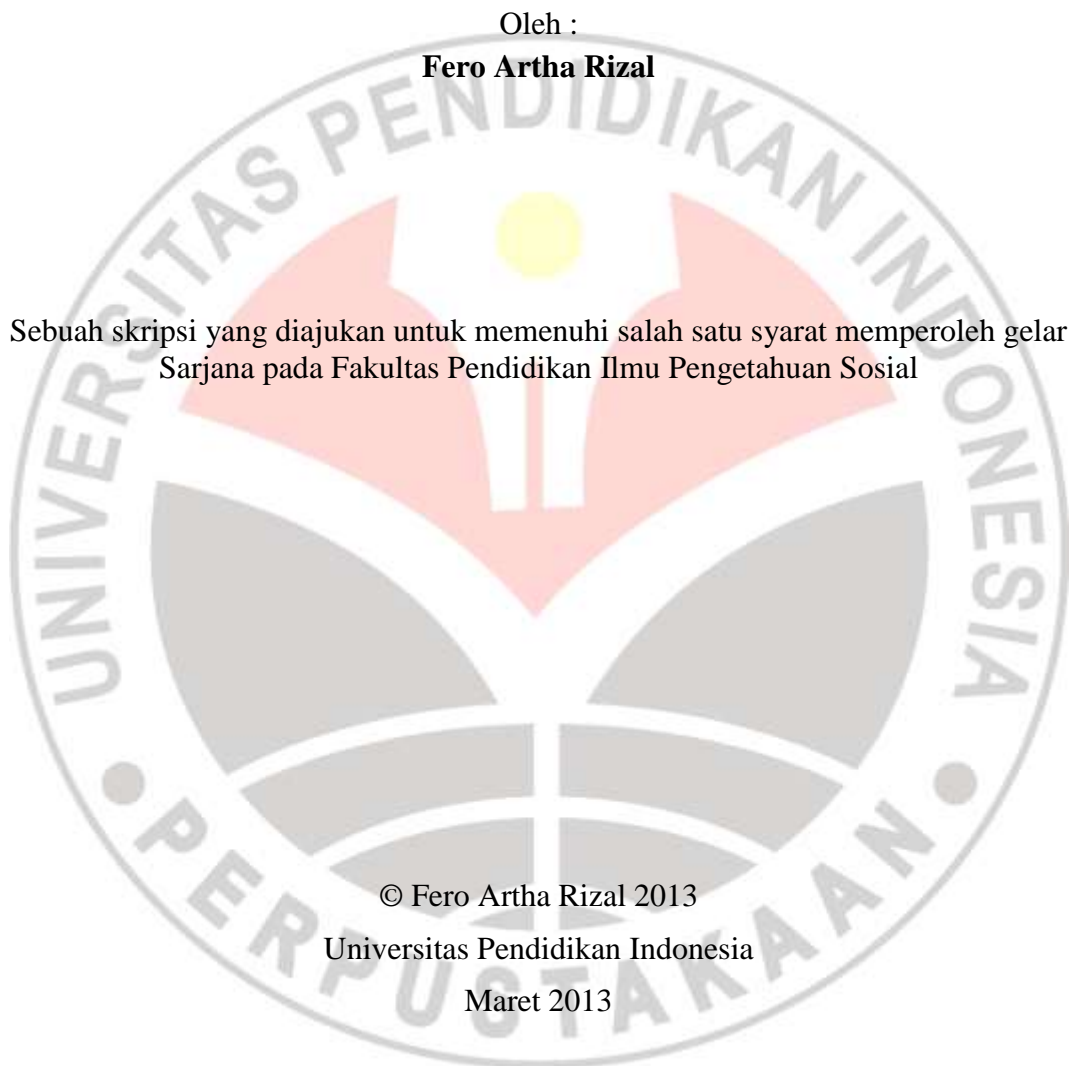 Oleh :
Fero Artha Rizal
UNIVERSITAS PENDIDIKAN INDONESIA
Sebuah skripsi yang diajukan untuk memenuhi salah satu syarat memperoleh gelar
Sarjana pada Fakultas Pendidikan Ilmu Pengetahuan Sosial
© Fero Artha Rizal 2013
Universitas Pendidikan Indonesia
Maret 2013
PERPUSTAKAAN